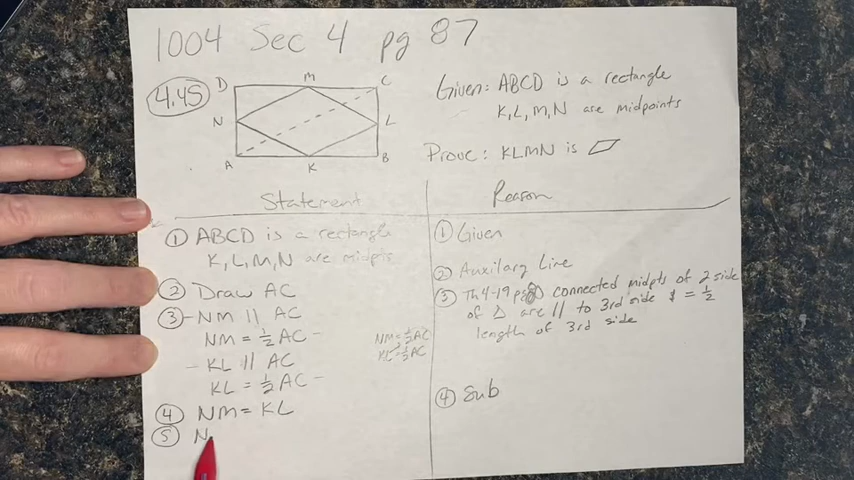 1004 Sec 4 pg 87
4.45
D M C
N L
A K B
Given: ABCD is a rectangle
K, L, M, N are midpoints
Prove: KLMN is ▱
Statement
Reason
① ABCD is a rectangle
K, L, M, N are midpts
② Draw AC
③ - NM || AC
NM = ½ AC -
- KL || AC
KL = ½ AC -
NM = ½ AC
KL = ½ AC
④ NM = KL
⑤ N
① Given
② Auxilary Line
③ Th 4-19 connected midpts of 2 side
of △ are // to 3rd side & = ½
length of 3rd side
④ Sub